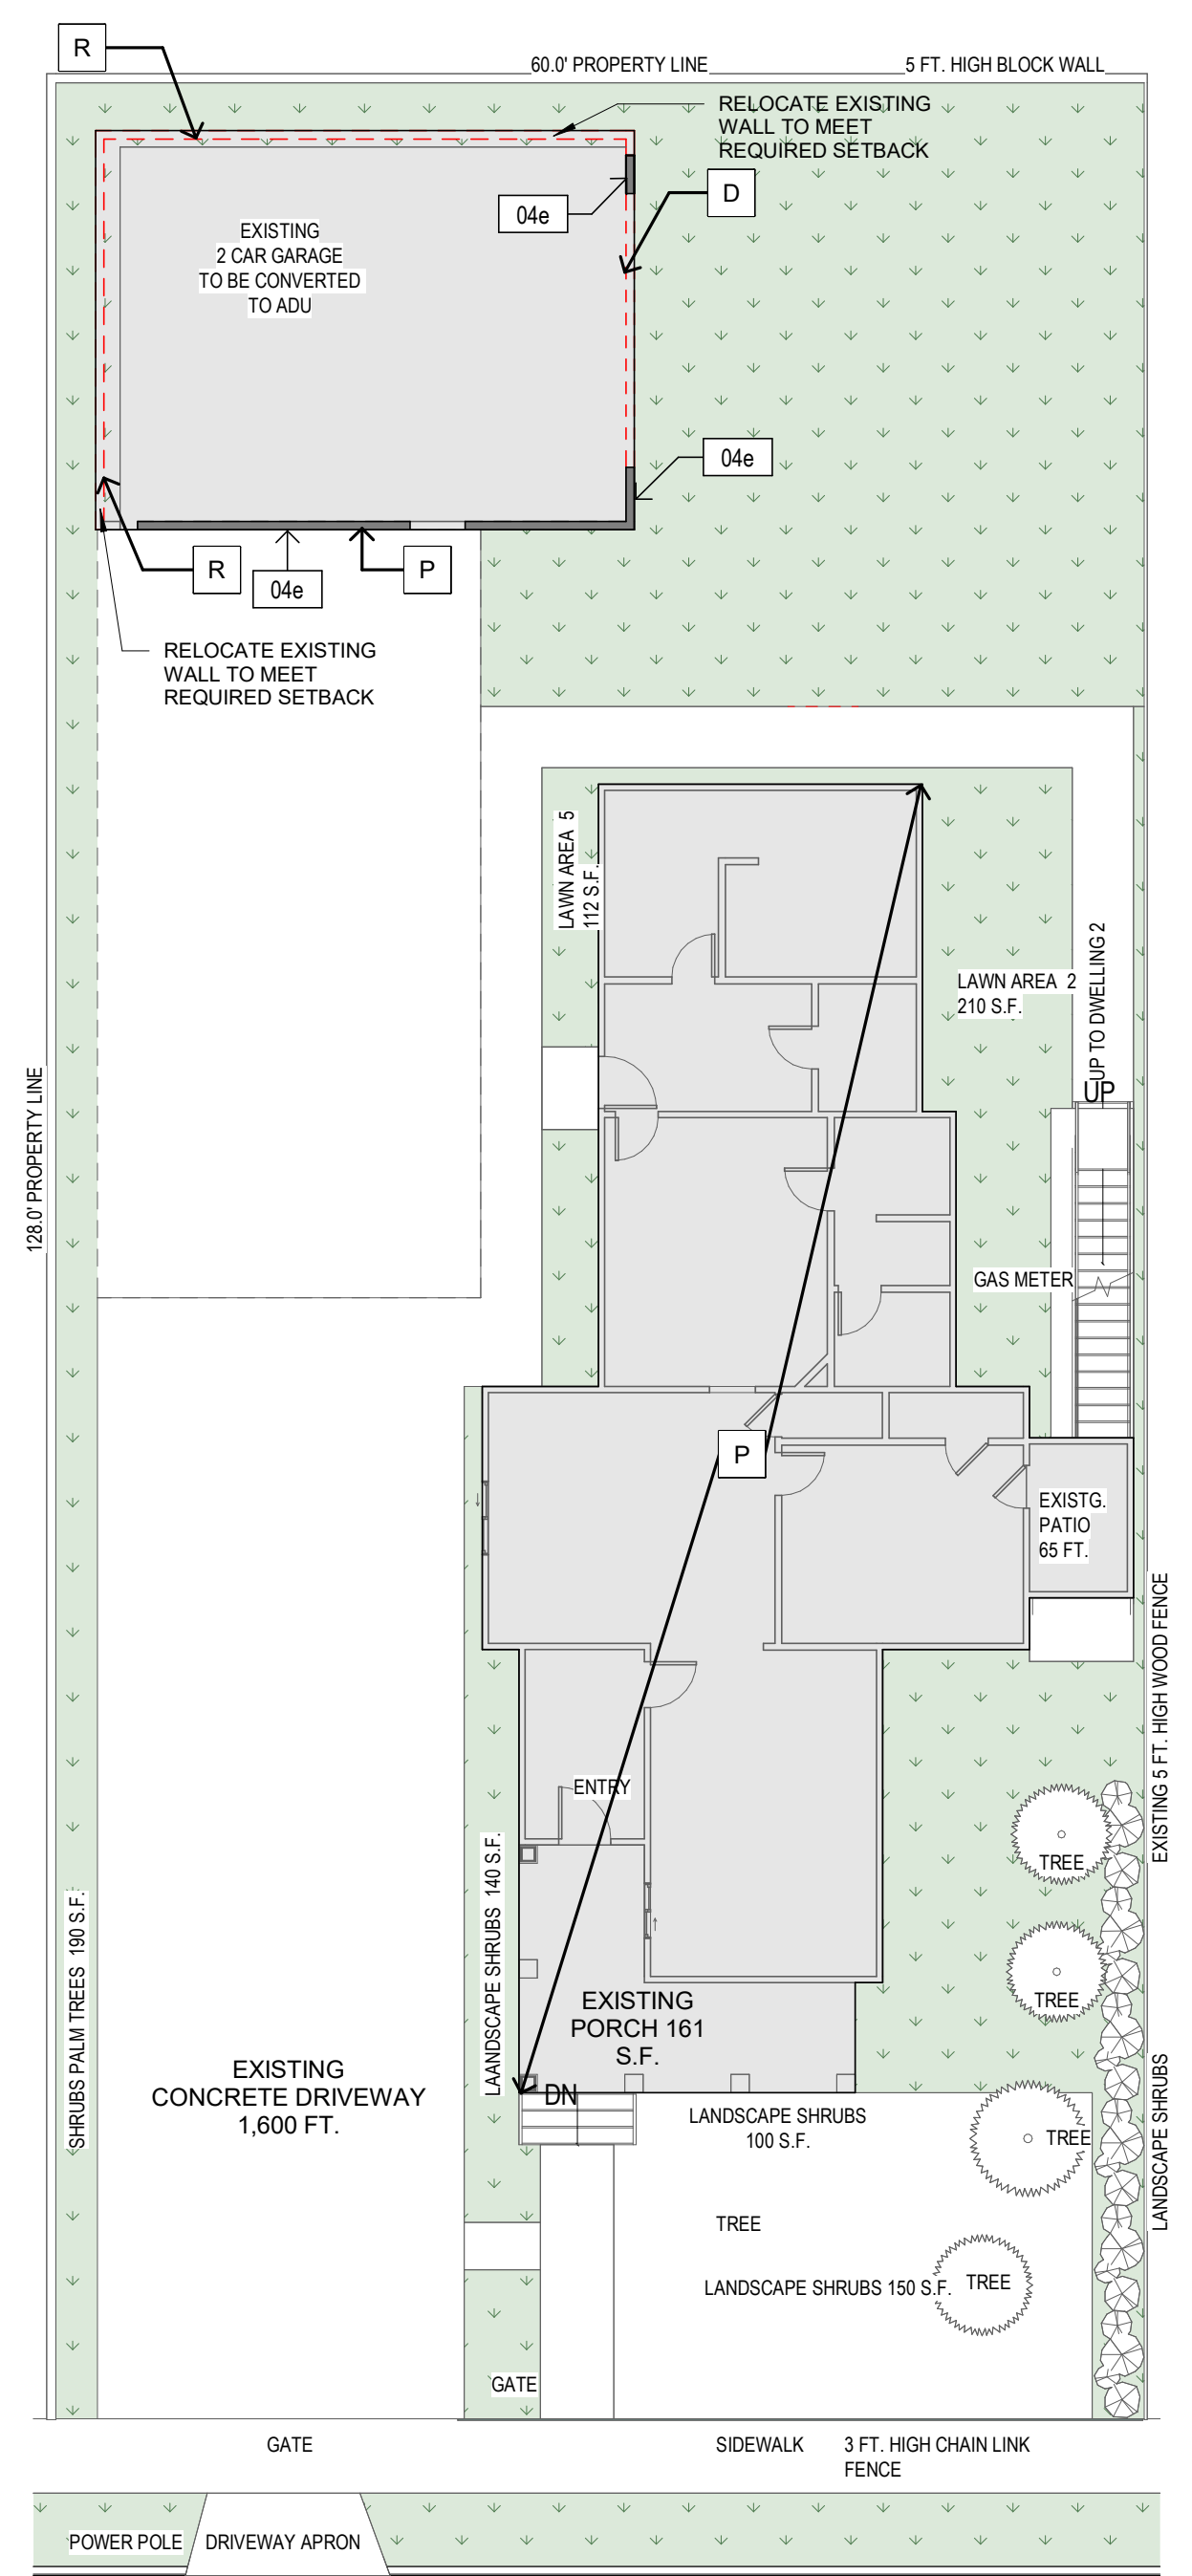 R
60.0' PROPERTY LINE
5 FT. HIGH BLOCK WALL
RELOCATE EXISTING
WALL TO MEET
REQUIRED SETBACK
D
04e
EXISTING
2 CAR GARAGE
TO BE CONVERTED
TO ADU
04e
R
04e
P
RELOCATE EXISTING
WALL TO MEET
REQUIRED SETBACK
LAWN AREA 5
112 S.F.
LAWN AREA 2
210 S.F.
UP TO DWELLING 2
UP
128.0' PROPERTY LINE
GAS METER
P
EXISTG.
PATIO
65 FT.
EXISTING 5 FT. HIGH WOOD FENCE
ENTRY
TREE
LAANDSCAPE SHRUBS 140 S.F.
SHRUBS PALM TREES 190 S.F.
TREE
EXISTING
PORCH 161
S.F.
EXISTING
CONCRETE DRIVEWAY
1,600 FT.
DN
LANDSCAPE SHRUBS
100 S.F.
TREE
LANDSCAPE SHRUBS
TREE
LANDSCAPE SHRUBS 150 S.F.
TREE
GATE
GATE
SIDEWALK
3 FT. HIGH CHAIN LINK
FENCE
POWER POLE
DRIVEWAY APRON